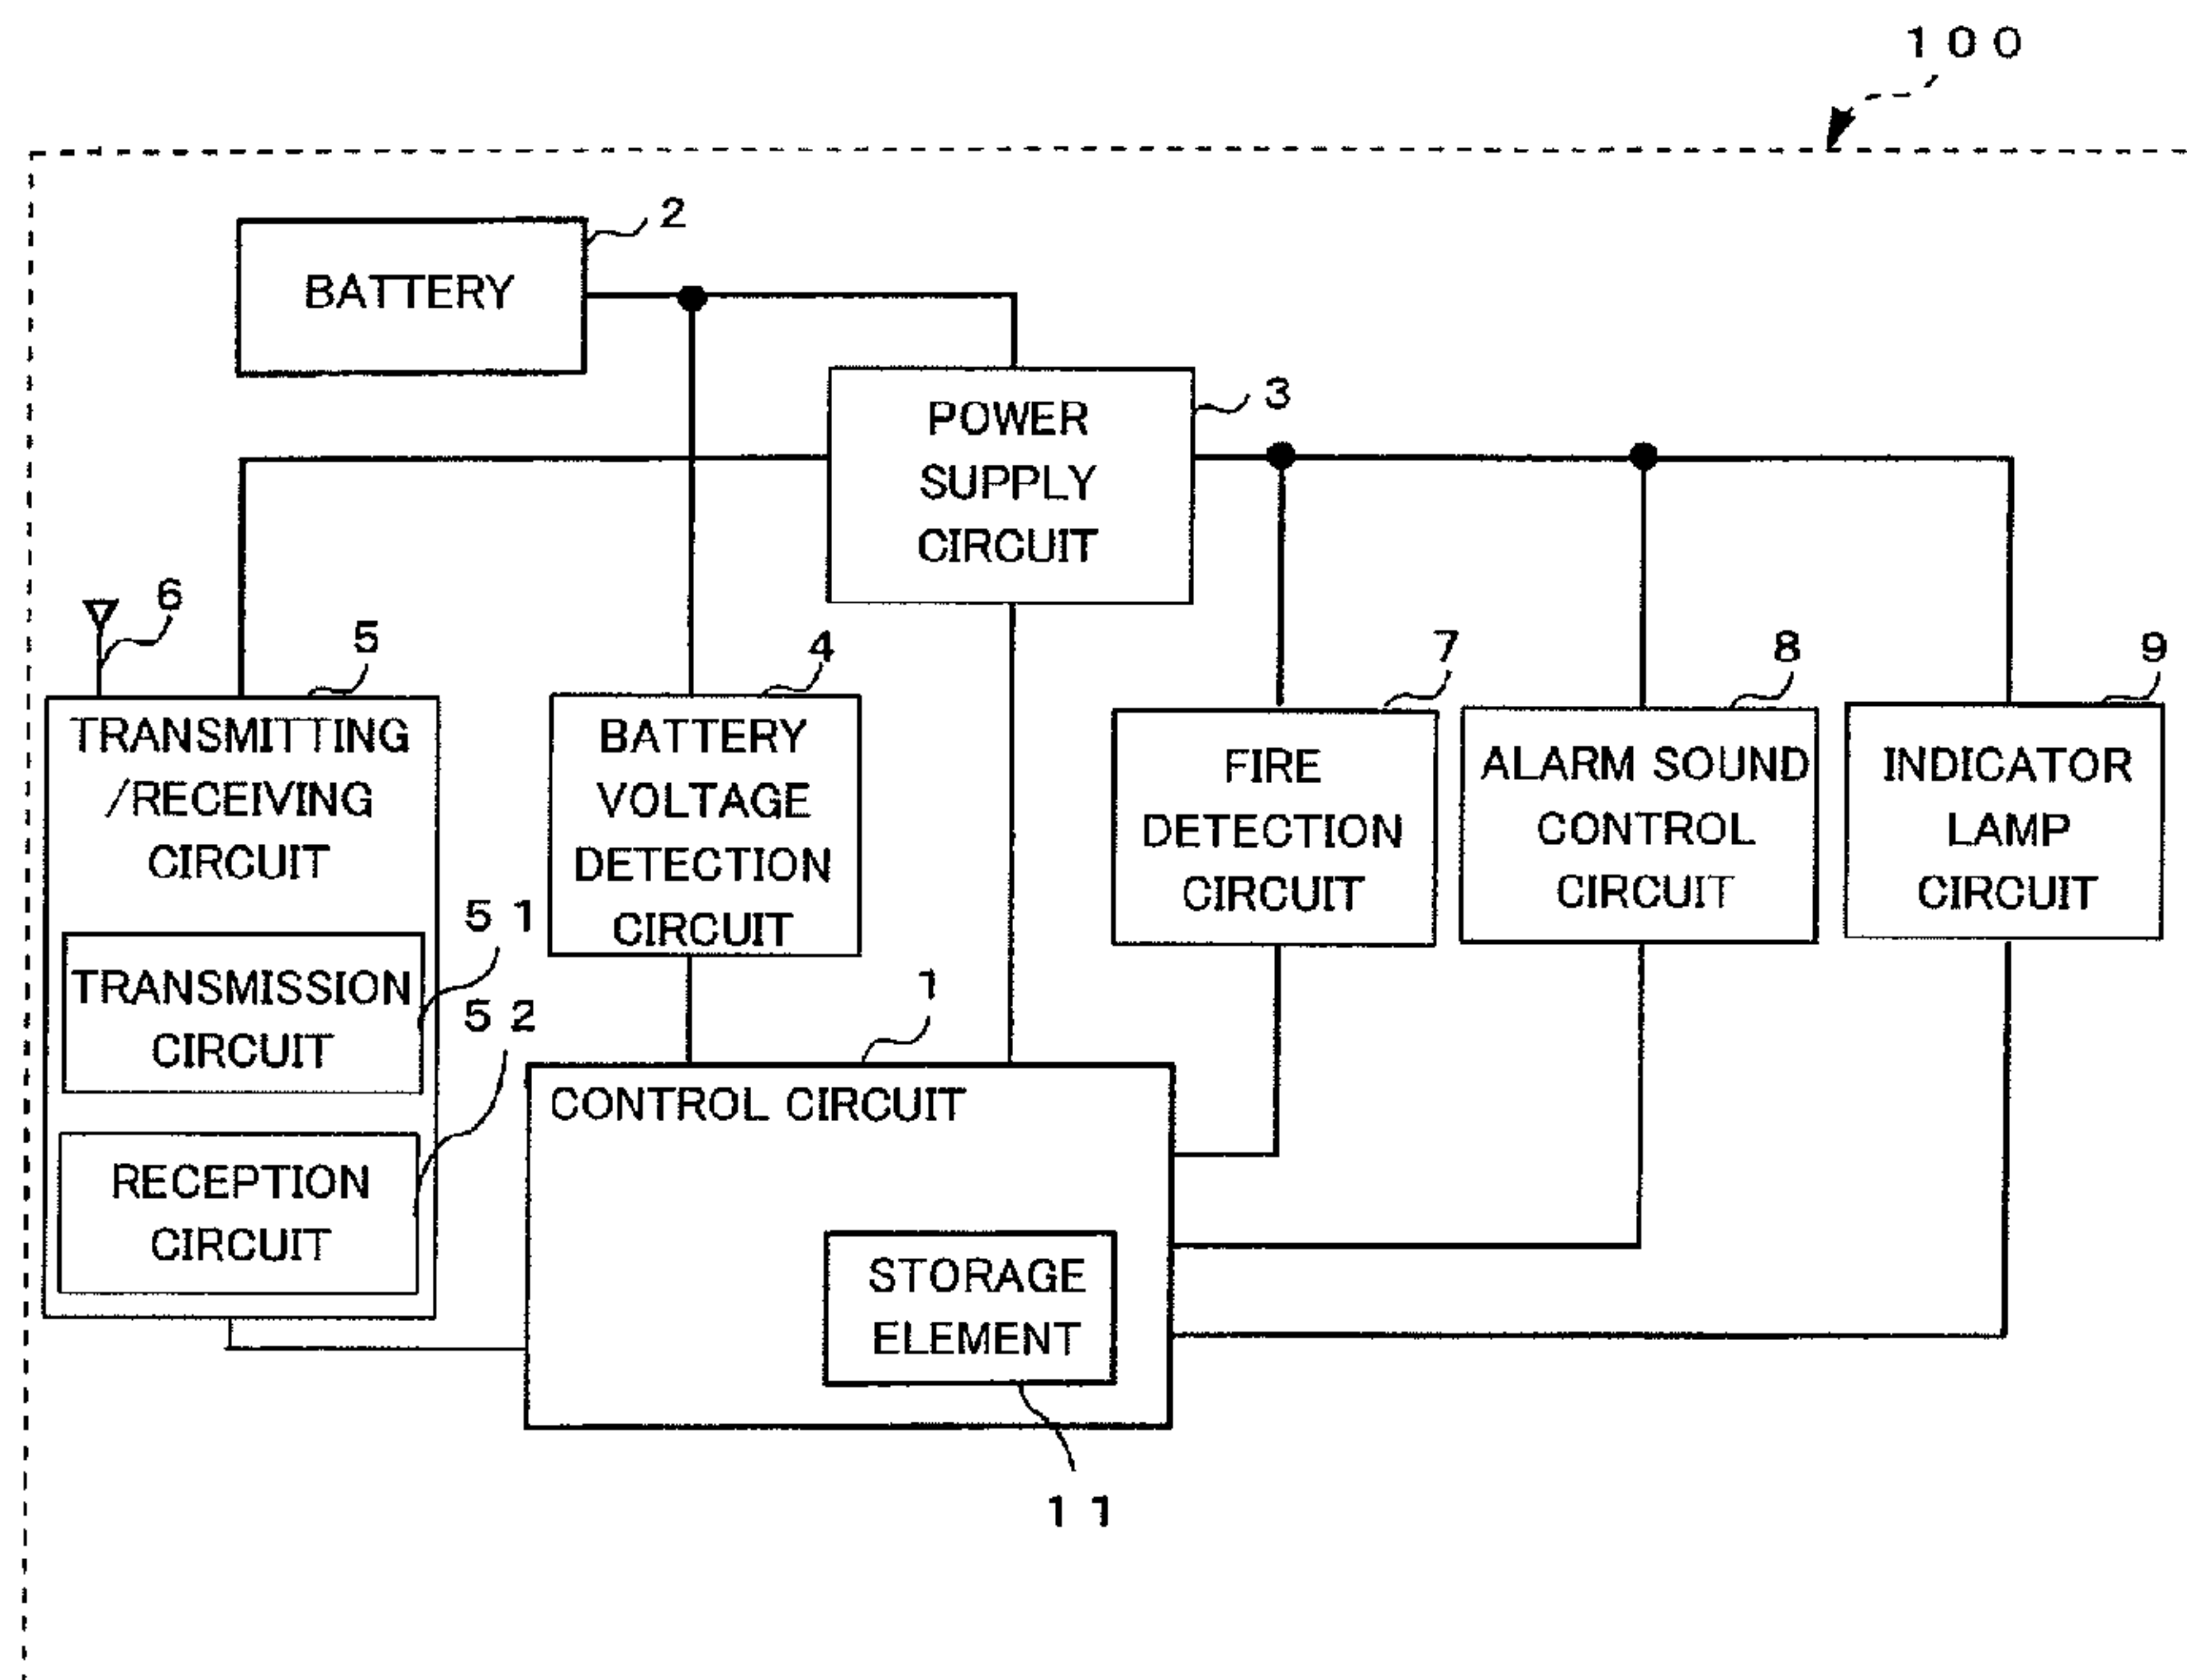 100
2
BATTERY
3
POWER
SUPPLY
CIRCUIT
6
5
4
7
8
9
TRANSMITTING
/RECEIVING
CIRCUIT
BATTERY
VOLTAGE
DETECTION
CIRCUIT
FIRE
DETECTION
CIRCUIT
ALARM SOUND
CONTROL
CIRCUIT
INDICATOR
LAMP
CIRCUIT
51
TRANSMISSION
CIRCUIT
52
1
CONTROL CIRCUIT
RECEPTION
CIRCUIT
STORAGE
ELEMENT
11